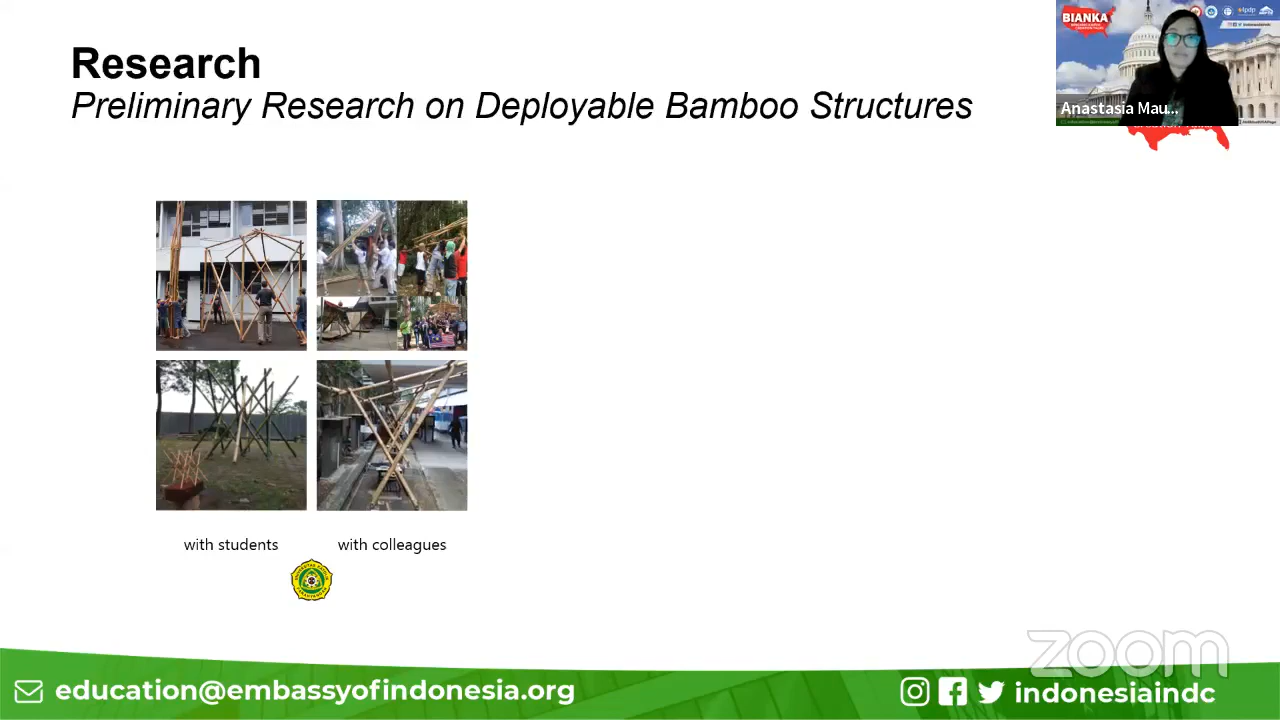 Research
Preliminary Research on Deployable Bamboo Structures
BIANKA
Anastasia Mau...
with students
with colleagues
zoom
education@embassyofindonesia.org
indonesiaindc